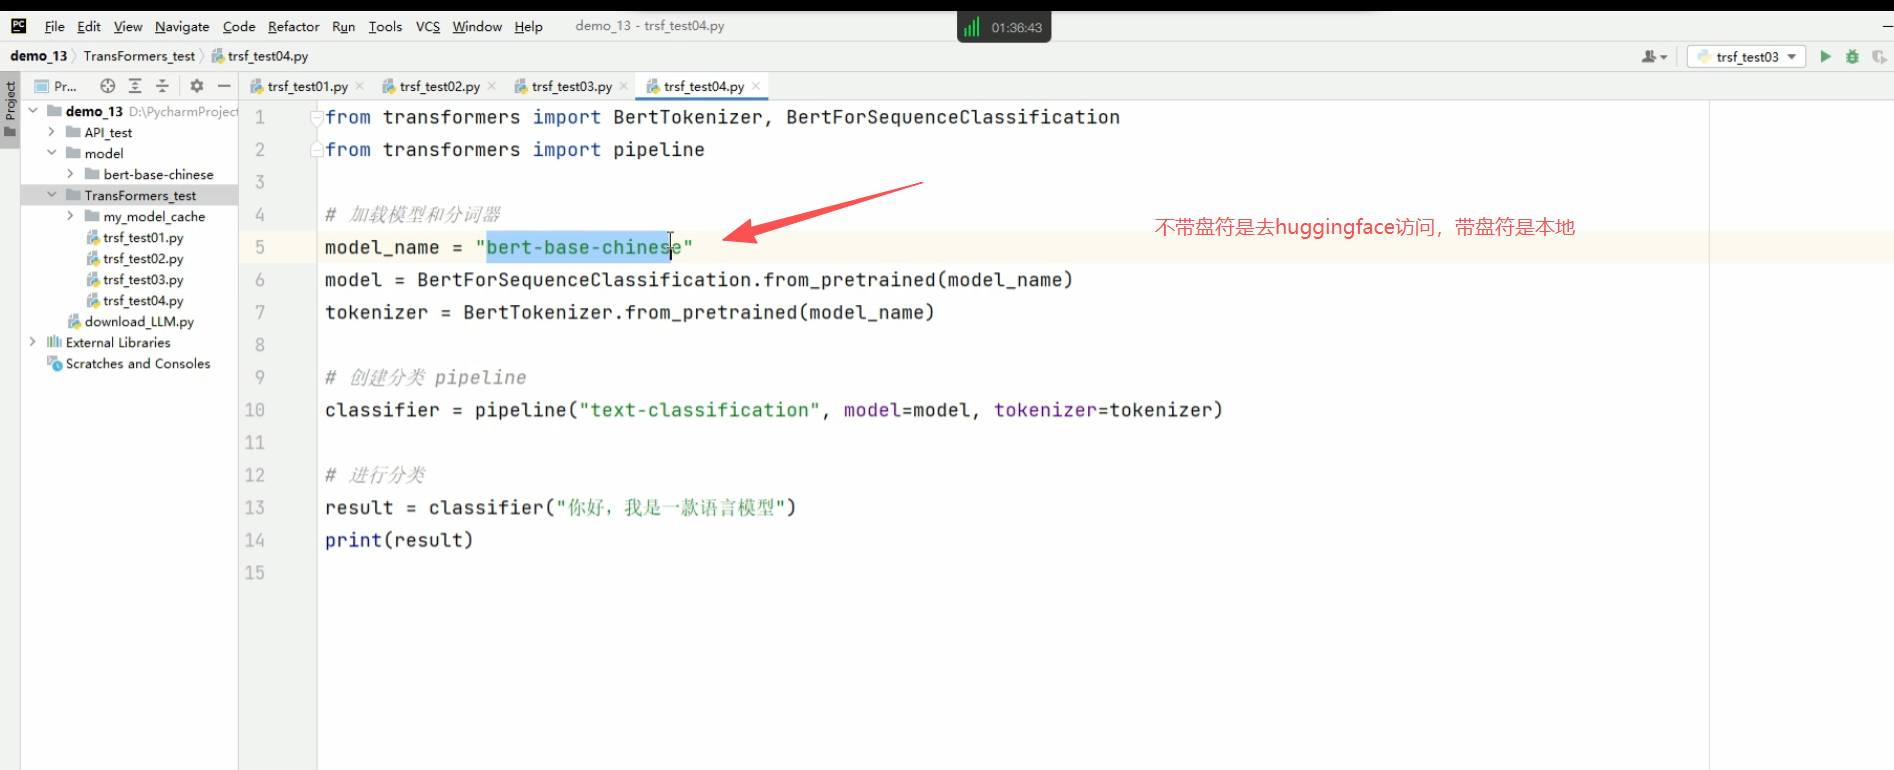 File Edit View Navigate Code Refactor Run Tools VCS Window Help demo_13 - trsf_test04.py
01:36:43
demo_13 TransFormers_test trsf_test04.py
trsf_test03
Project
Pr...
trsf_test01.py trsf_test02.py trsf_test03.py trsf_test04.py
demo_13 D:\PycharmProject
API_test
model
bert-base-chinese
TransFormers_test
my_model_cache
trsf_test01.py
trsf_test02.py
trsf_test03.py
trsf_test04.py
download_LLM.py
External Libraries
Scratches and Consoles
1 from transformers import BertTokenizer, BertForSequenceClassification
2 from transformers import pipeline
3
4 # 加载模型和分词器
5 model_name = "bert-base-chinese"
6 model = BertForSequenceClassification.from_pretrained(model_name)
7 tokenizer = BertTokenizer.from_pretrained(model_name)
8
9 # 创建分类 pipeline
10 classifier = pipeline("text-classification", model=model, tokenizer=tokenizer)
11
12 # 进行分类
13 result = classifier("你好，我是一款语言模型")
14 print(result)
15
不带盘符是去huggingface访问，带盘符是本地